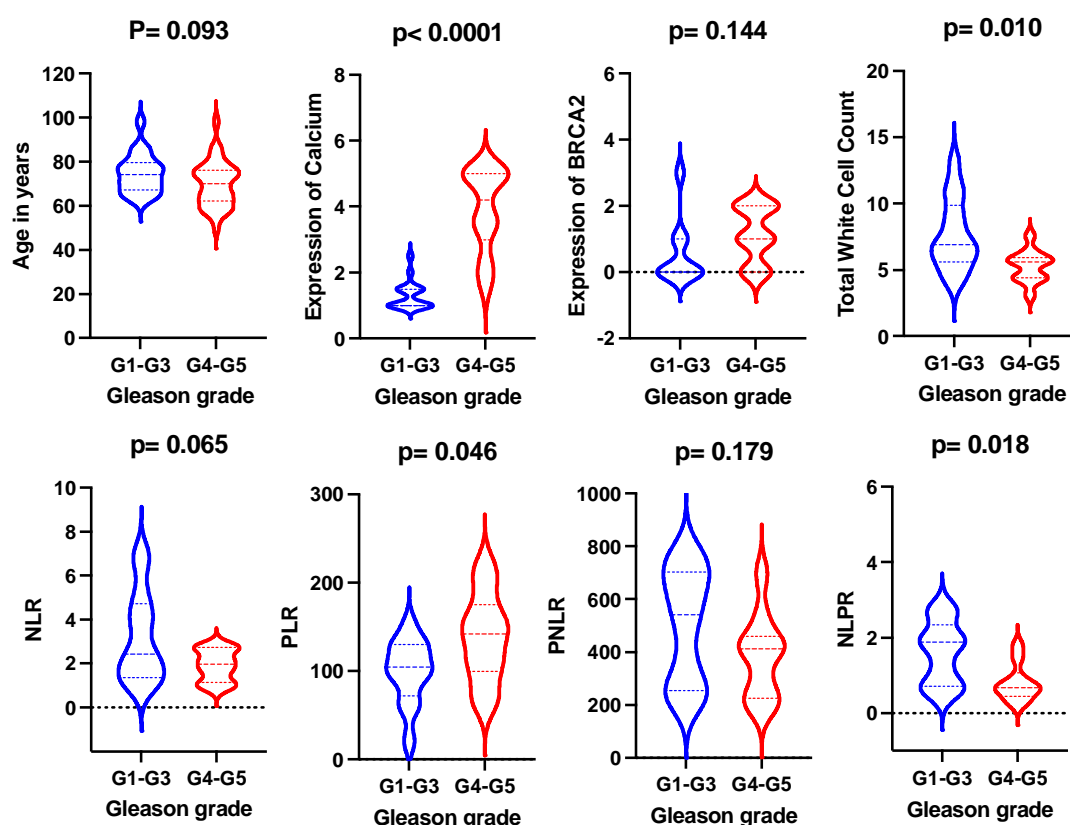 P= 0.093
p< 0.0001
p= 0.144
p= 0.010
Age in years
120
100
80
60
40
20
0
G1-G3 G4-G5
Gleason grade
Expression of Calcium
8
6
4
2
0
G1-G3 G4-G5
Gleason grade
Expression of BRCA2
6
4
2
0
-2
G1-G3 G4-G5
Gleason grade
Total White Cell Count
20
15
10
5
0
G1-G3 G4-G5
Gleason grade
p= 0.065
p= 0.046
p= 0.179
p= 0.018
NLR
10
8
6
4
2
0
G1-G3 G4-G5
Gleason grade
PLR
300
200
100
0
G1-G3 G4-G5
Gleason grade
PNLR
1000
800
600
400
200
0
G1-G3 G4-G5
Gleason grade
NLPR
6
4
2
0
G1-G3 G4-G5
Gleason grade